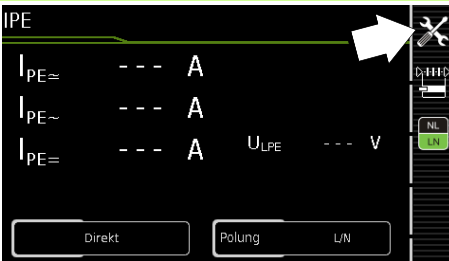 IPE
IPE≃ --- A
IPE~ --- A
IPE= --- A
ULPE --- V
NL
LN
Direkt
Polung L/N